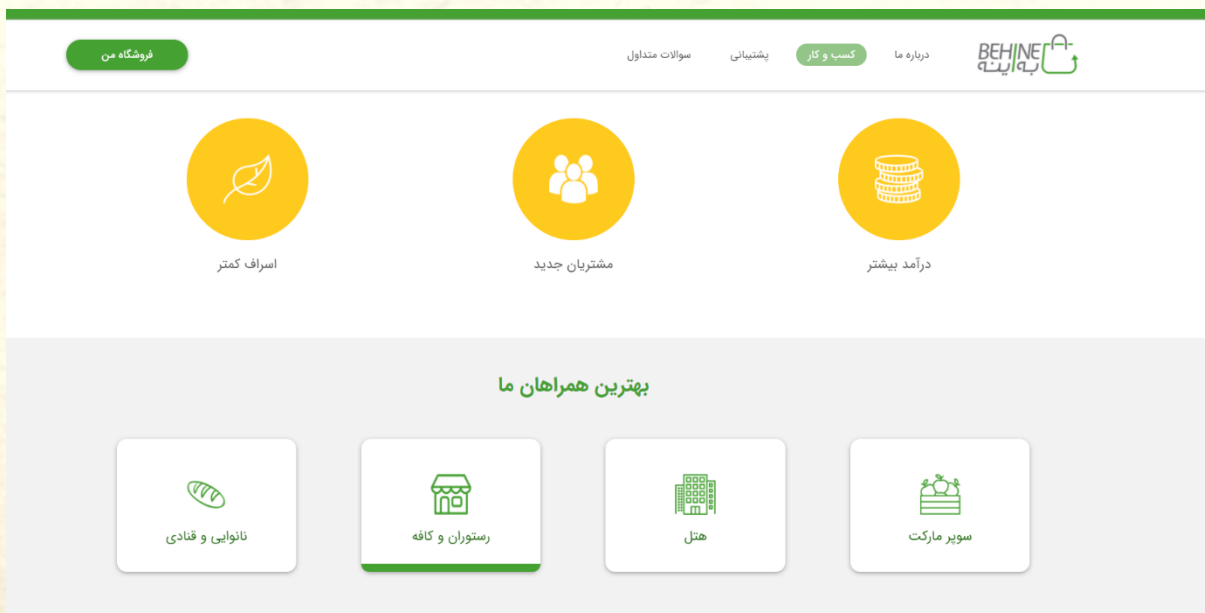 BEHINE
به‌اینه
درباره ما
کسب و کار
پشتیبانی
سوالات متداول
فروشگاه من
درآمد بیشتر
مشتریان جدید
اسراف کمتر
بهترین همراهان ما
سوپر مارکت
هتل
رستوران و کافه
نانوایی و قنادی